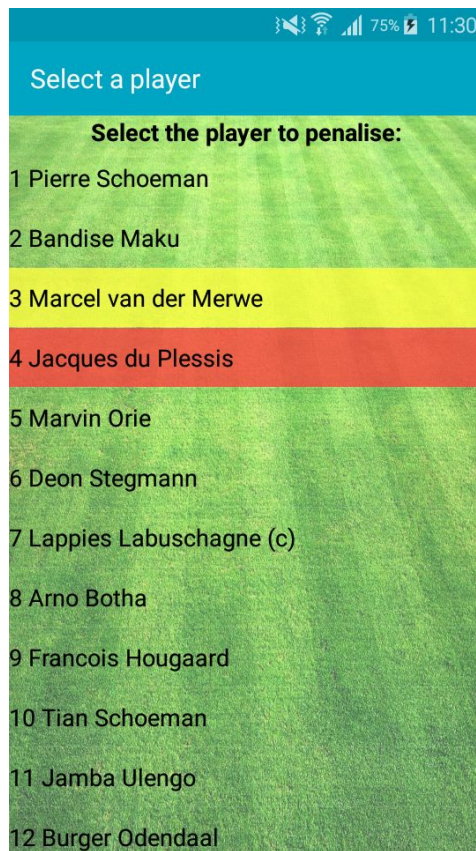 75% 11:30
Select a player
Select the player to penalise:
1 Pierre Schoeman
2 Bandise Maku
3 Marcel van der Merwe
4 Jacques du Plessis
5 Marvin Orie
6 Deon Stegmann
7 Lappies Labuschagne (c)
8 Arno Botha
9 Francois Hougaard
10 Tian Schoeman
11 Jamba Ulengo
12 Burger Odendaal